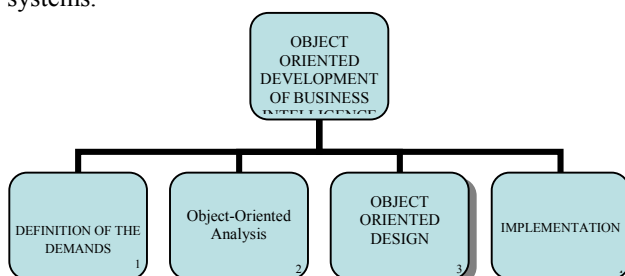 systems.
OBJECT
ORIENTED
DEVELOPMENT
OF BUSINESS
INTELLIGENCE
DEFINITION OF THE
DEMANDS
1
Object-Oriented
Analysis
2
OBJECT
ORIENTED
DESIGN
3
IMPLEMENTATION